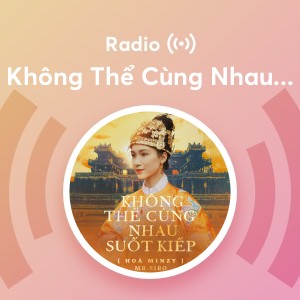 Radio
Không Thể Cùng Nhau...
KHÔNG
THỂ CÙNG
NHAU
SUỐT KIẾP
[ HOÀ MINZY ]
MR.SIRO